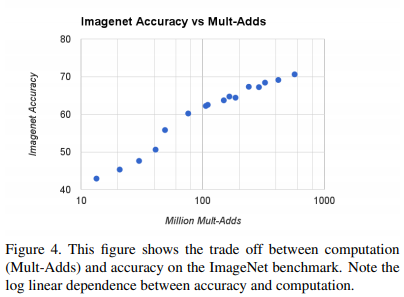 Imagenet Accuracy vs Mult-Adds
80
70
60
50
40
Imagenet Accuracy
10
100
1000
Million Mult-Adds
Figure 4. This figure shows the trade off between computation
(Mult-Adds) and accuracy on the ImageNet benchmark. Note the
log linear dependence between accuracy and computation.